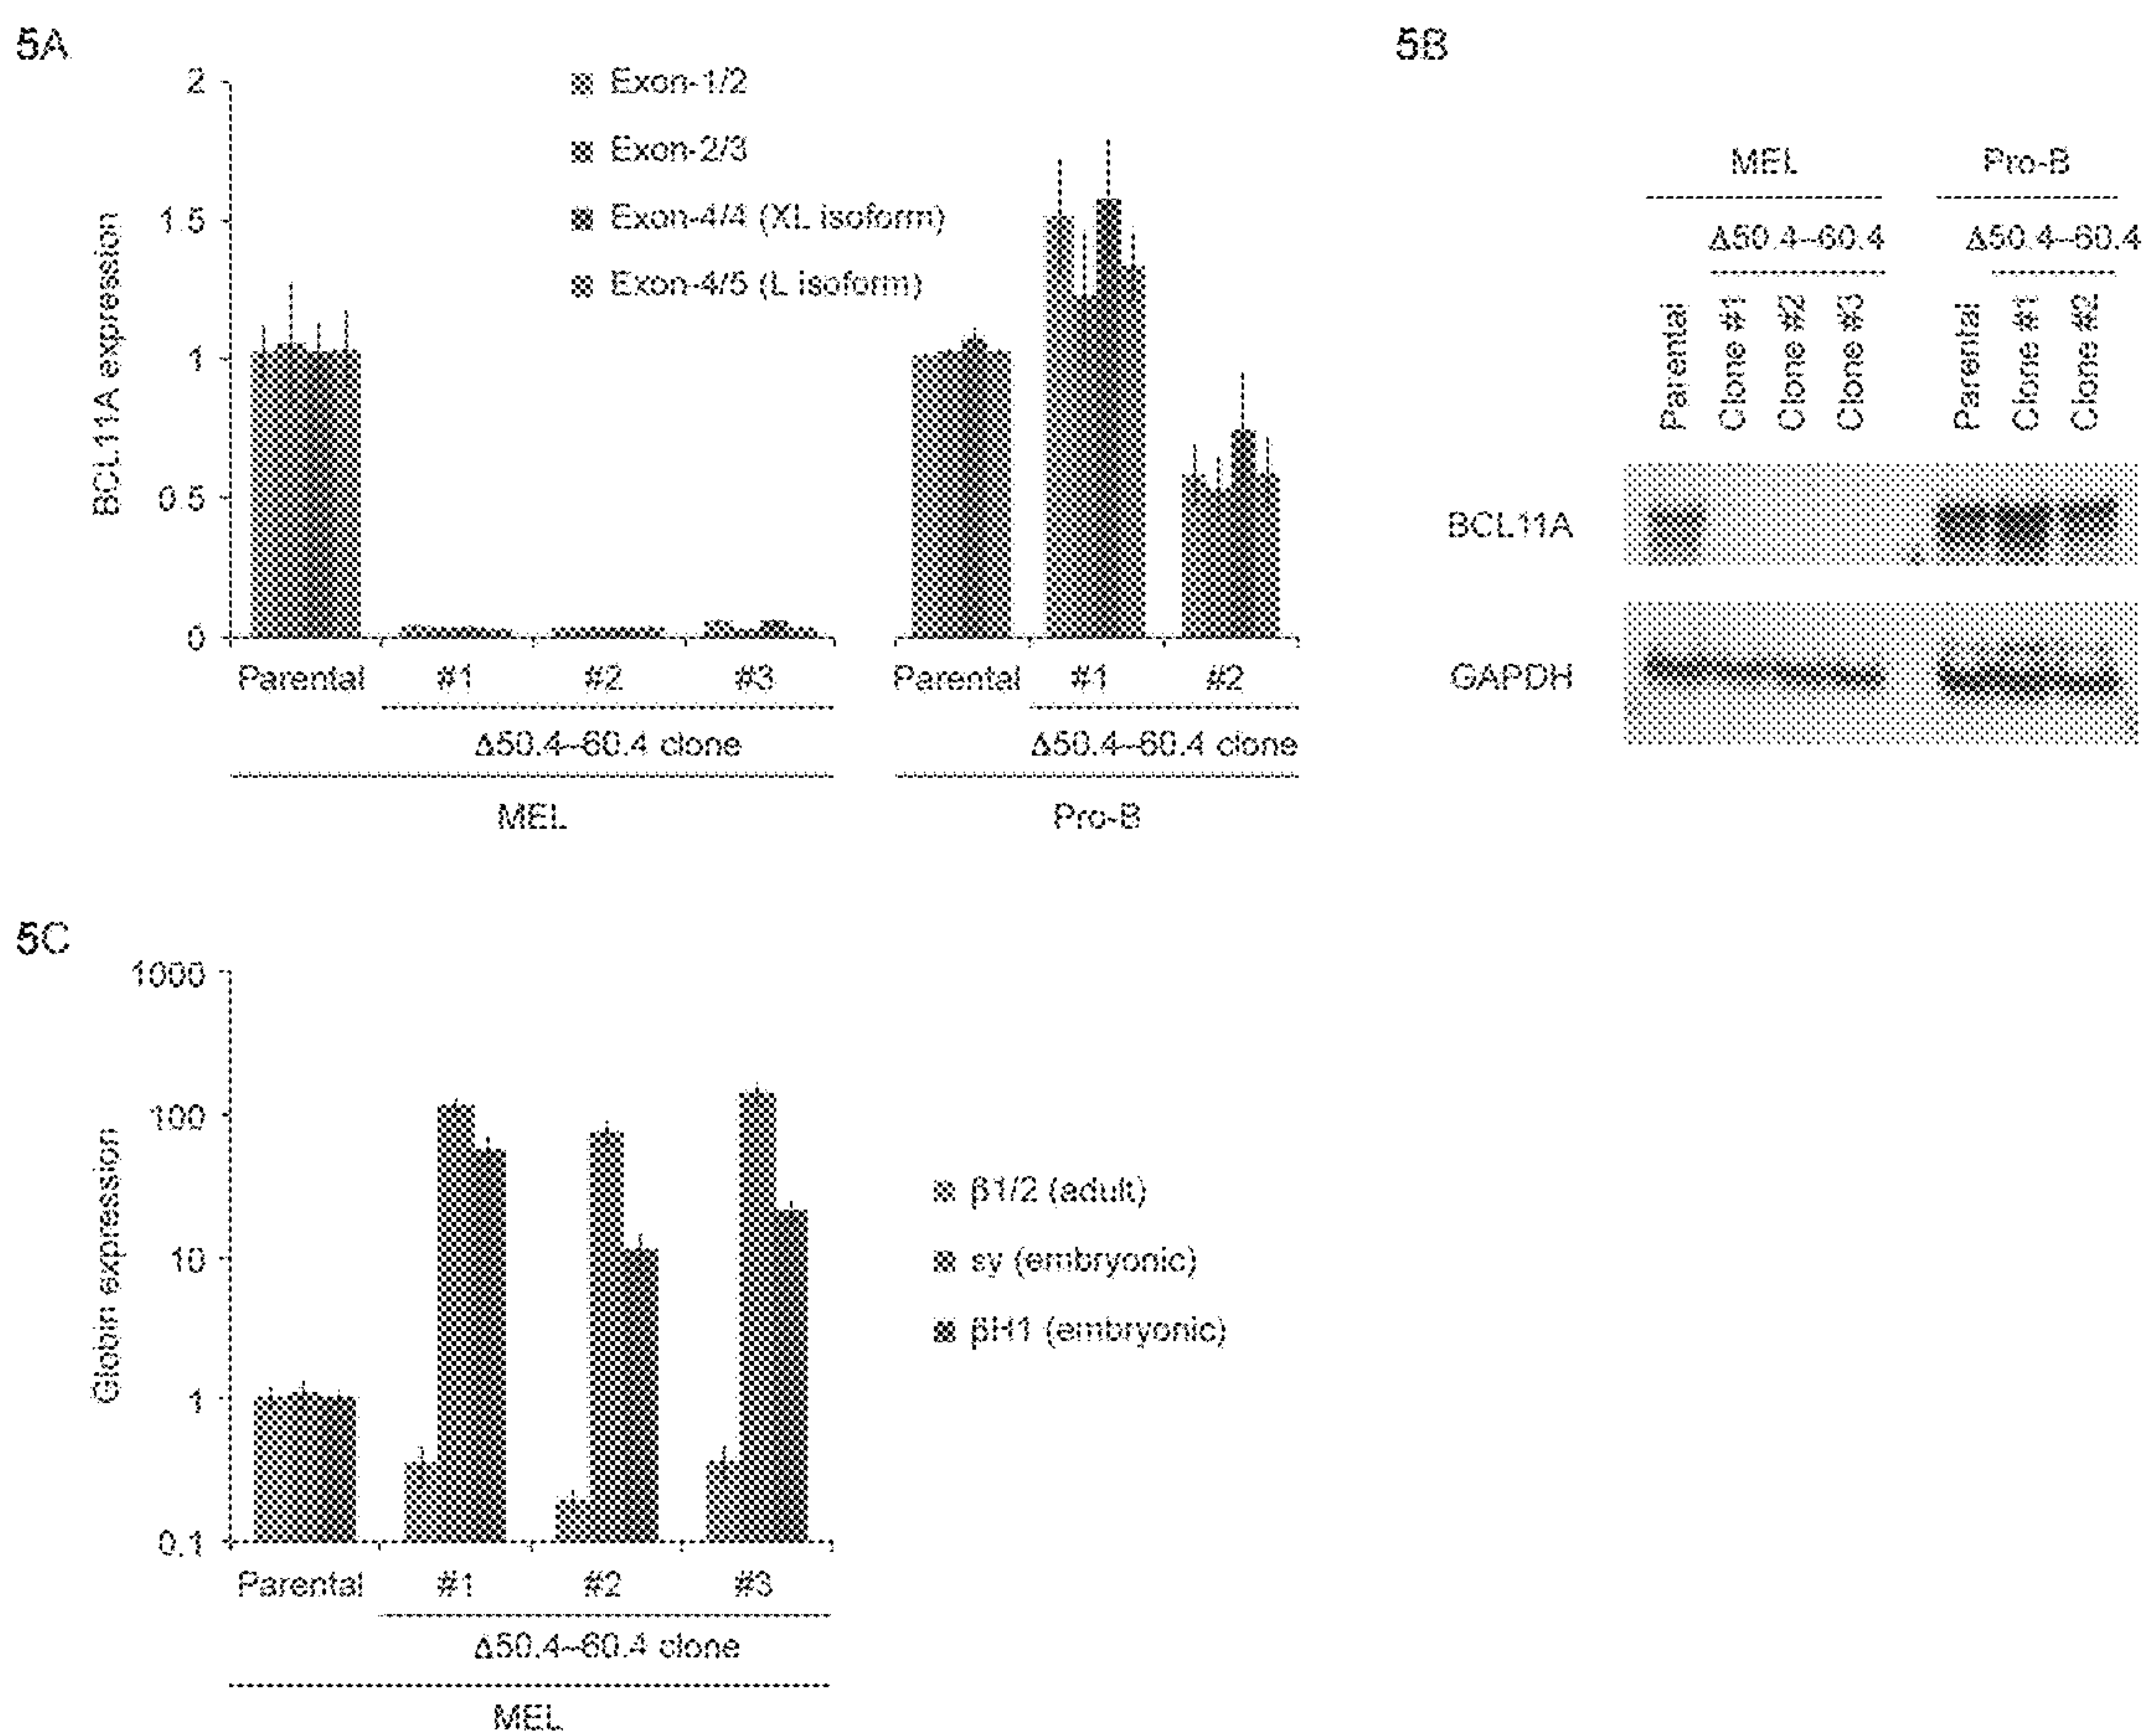 5A
2
1.5
1
0.5
0
BCL11A expression
Exon-1/2
Exon-2/3
Exon-4/4 (XL isoform)
Exon-4/5 (L isoform)
Parental #1 #2 #3
Δ50.4–60.4 clone
MEL
Parental #1 #2
Δ50.4–60.4 clone
Pro-B
5B
MEL Pro-B
Δ50.4–60.4 Δ50.4–60.4
Parental
Clone #1
Clone #2
Clone #3
Parental
Clone #1
Clone #2
BCL11A
GAPDH
5C
1000
100
10
1
0.1
Globin expression
β1/2 (adult)
εy (embryonic)
βH1 (embryonic)
Parental #1 #2 #3
Δ50.4–60.4 clone
MEL